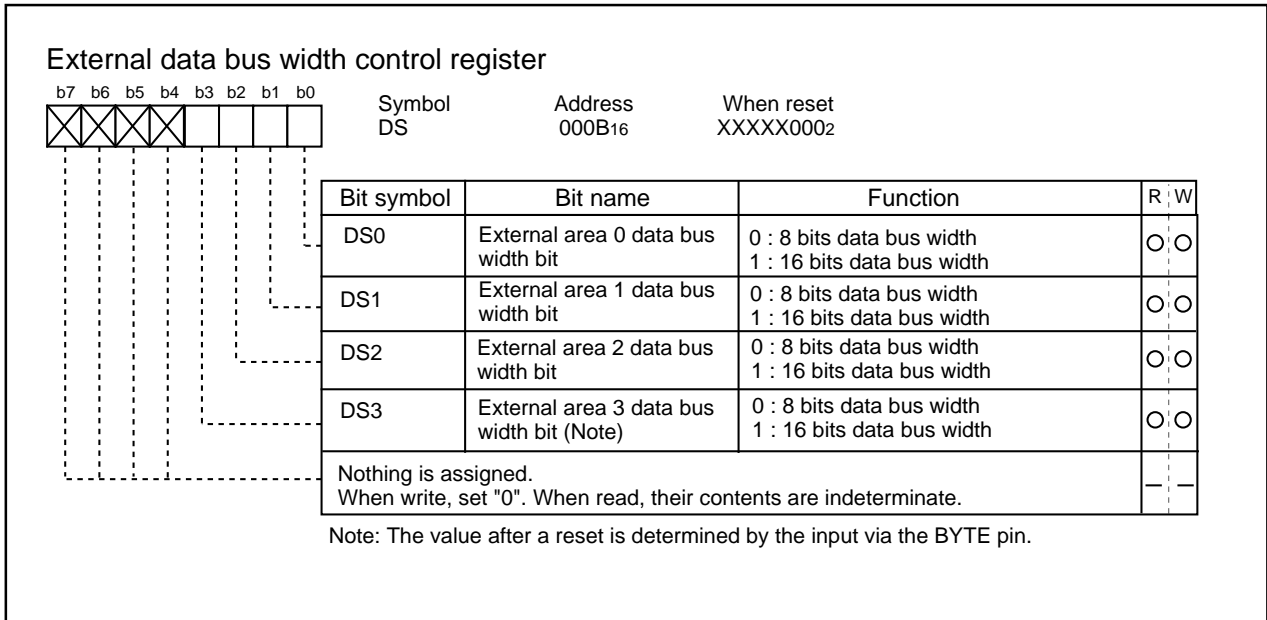 External data bus width control register
b7 b6 b5 b4 b3 b2 b1 b0
Symbol Address When reset
DS 000B16 XXXXX0002
Bit symbol Bit name Function R W
DS0 External area 0 data bus width bit 0 : 8 bits data bus width
1 : 16 bits data bus width
DS1 External area 1 data bus width bit 0 : 8 bits data bus width
1 : 16 bits data bus width
DS2 External area 2 data bus width bit 0 : 8 bits data bus width
1 : 16 bits data bus width
DS3 External area 3 data bus width bit (Note) 0 : 8 bits data bus width
1 : 16 bits data bus width
Nothing is assigned.
When write, set "0". When read, their contents are indeterminate. – –
Note: The value after a reset is determined by the input via the BYTE pin.